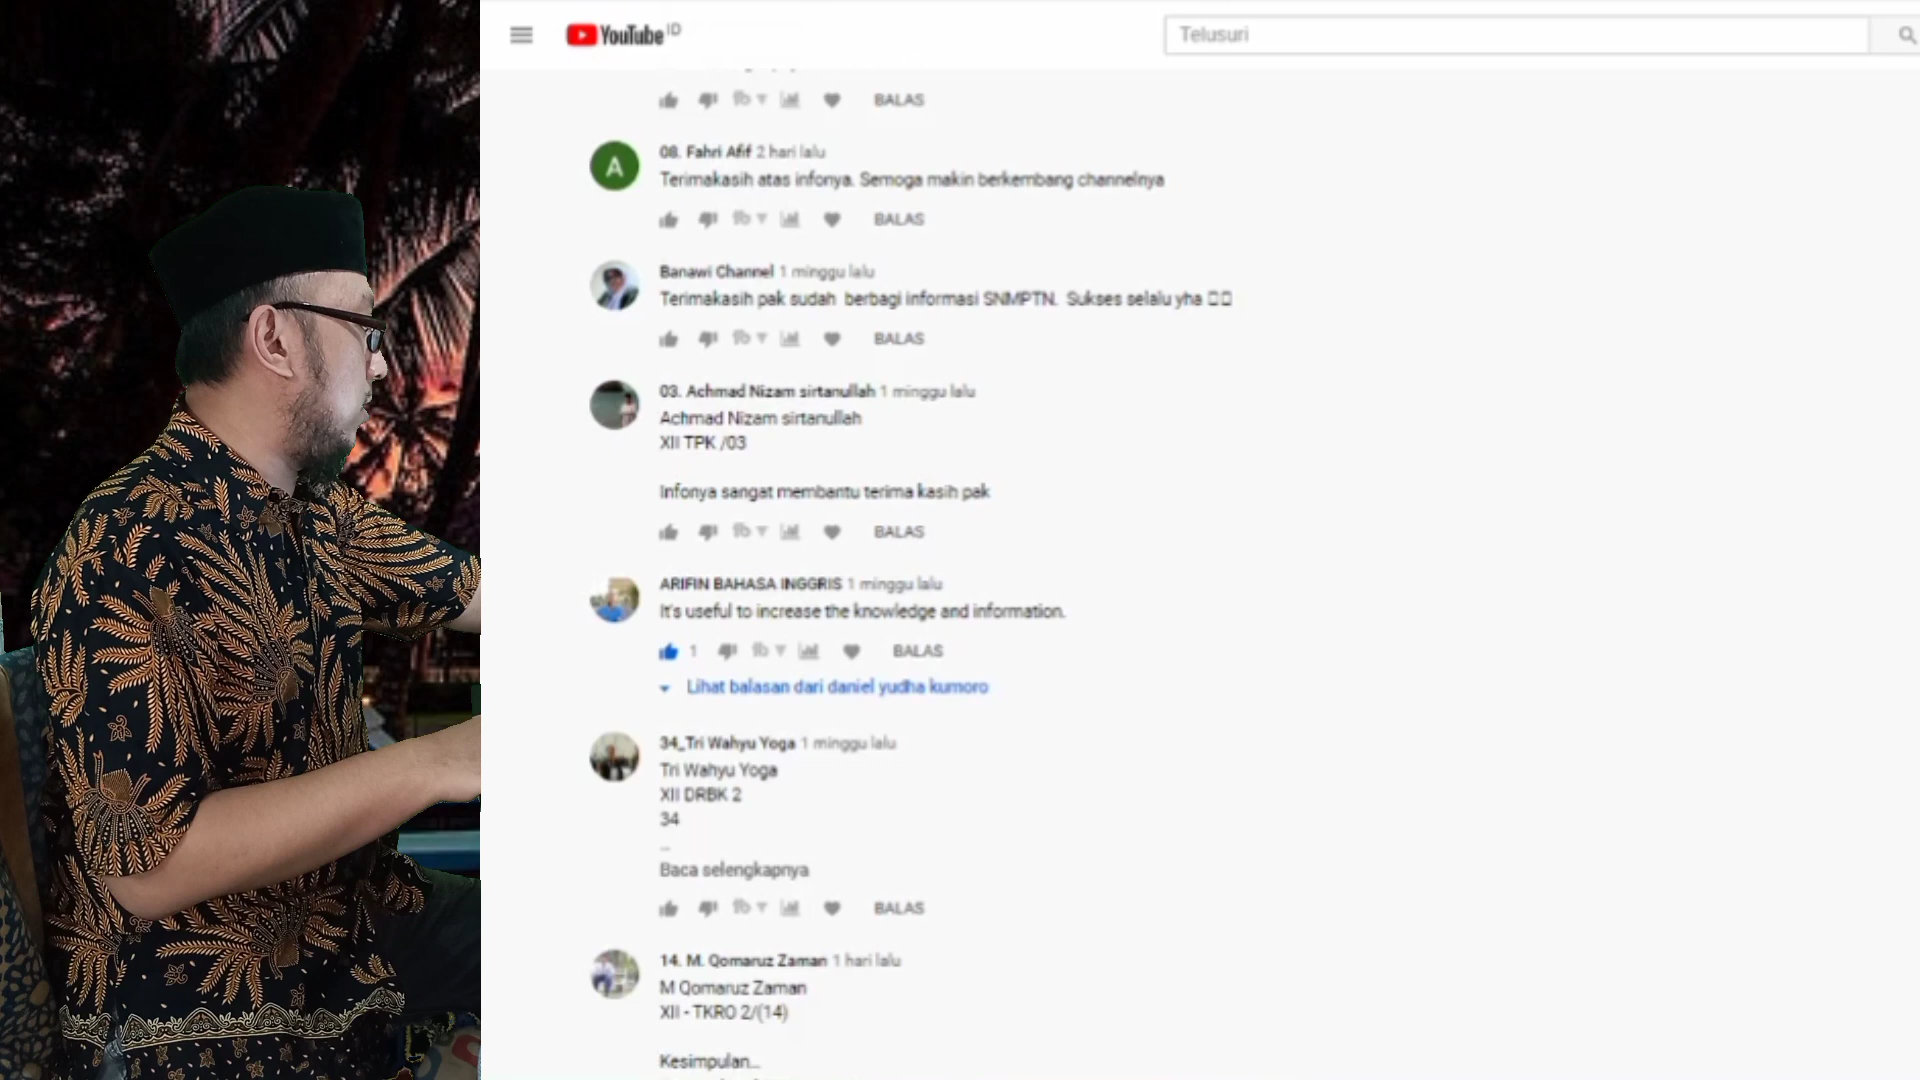 YouTube ID
Telusuri
BALAS
A
08. Fahri Afif 2 hari lalu
Terimakasih atas infonya. Semoga makin berkembang channelnya
BALAS
Banawi Channel 1 minggu lalu
Terimakasih pak sudah berbagi informasi SNMPTN. Sukses selalu yha
BALAS
03. Achmad Nizam sirtanullah 1 minggu lalu
Achmad Nizam sirtanullah
XII TPK /03
Infonya sangat membantu terima kasih pak
BALAS
ARIFIN BAHASA INGGRIS 1 minggu lalu
It's useful to increase the knowledge and information.
1 BALAS
Lihat balasan dari daniel yudha kumoro
34_Tri Wahyu Yoga 1 minggu lalu
Tri Wahyu Yoga
XII DRBK 2
34
...
Baca selengkapnya
BALAS
14. M. Qomaruz Zaman 1 hari lalu
M Qomaruz Zaman
XII - TKRO 2/(14)
Kesimpulan...